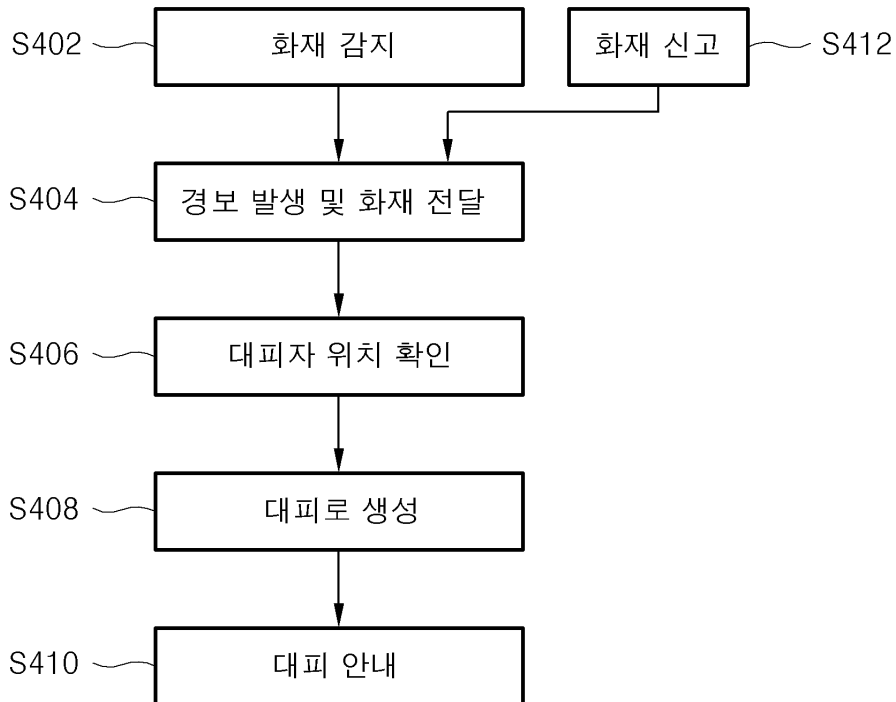 S402 화재 감지 화재 신고 S412
S404 경보 발생 및 화재 전달
S406 대피자 위치 확인
S408 대피로 생성
S410 대피 안내